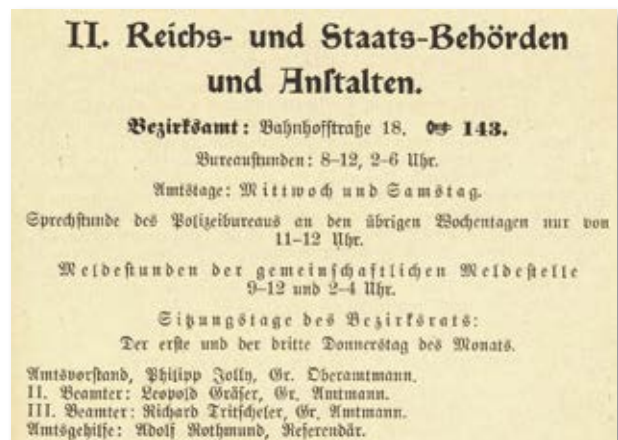 II. Reichs- und Staats-Behörden
und Anstalten.
Bezirksamt: Bahnhofstraße 18. 143.
Bureaustunden: 8–12, 2–6 Uhr.
Amtstage: Mittwoch und Samstag.
Sprechstunde des Polizeibureaus an den übrigen Wochentagen nur von
11–12 Uhr.
Meldestunden der gemeinschaftlichen Meldestelle
9–12 und 2–4 Uhr.
Sitzungstage des Bezirksrats:
Der erste und der dritte Donnerstag des Monats.
Amtsvorstand, Philipp Jolly, Gr. Oberamtmann.
II. Beamter: Leopold Gräser, Gr. Amtmann.
III. Beamter: Richard Tritscheler, Gr. Amtmann.
Amtsgehilfe: Adolf Rothmund, Referendär.